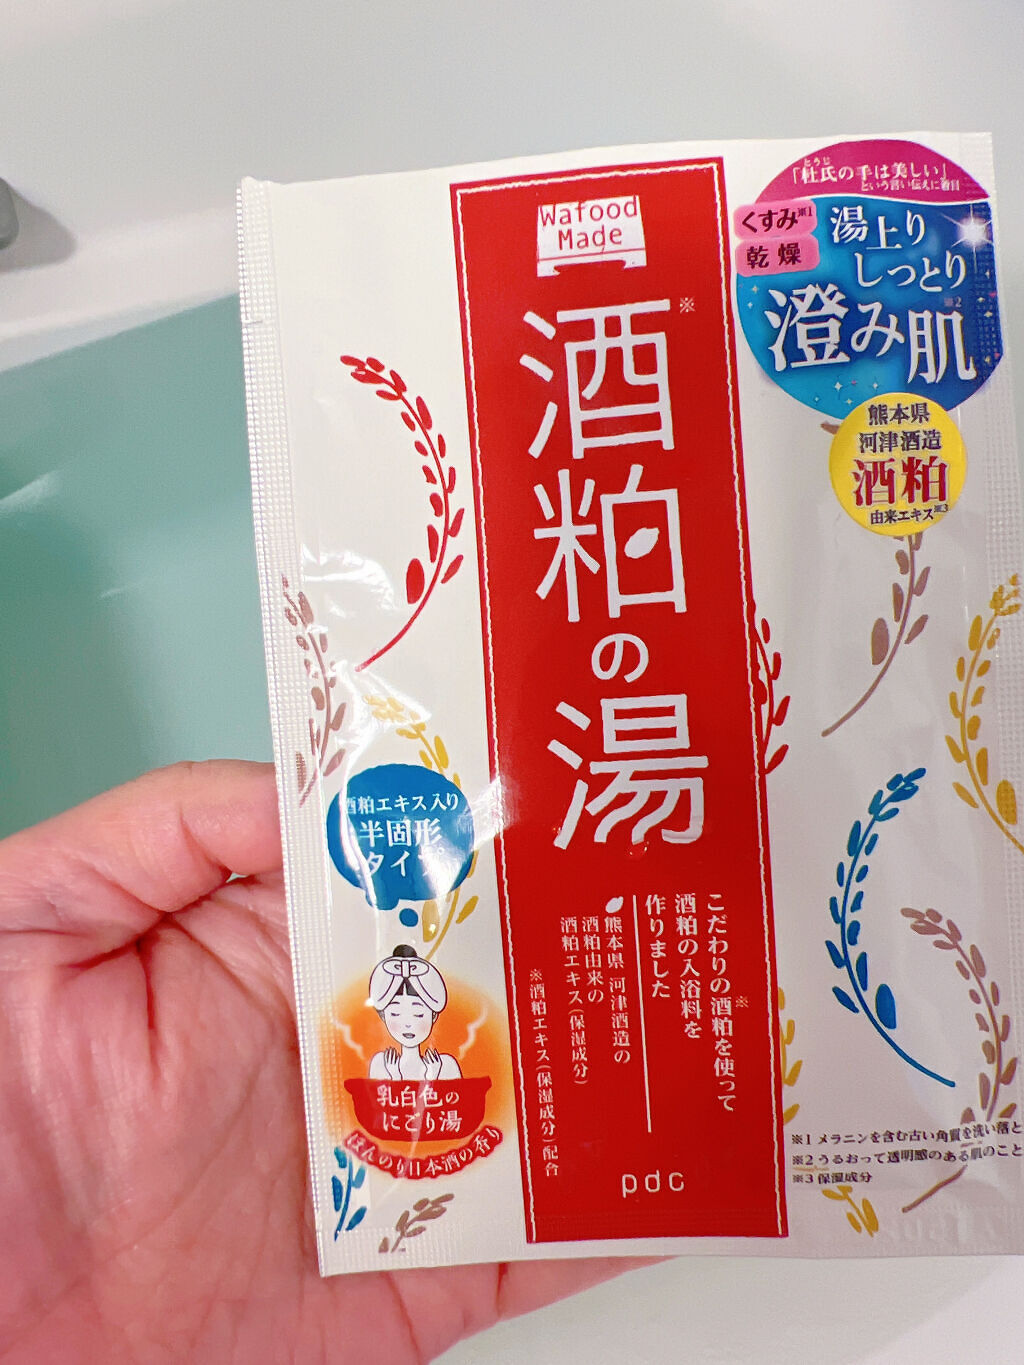 Wafood
Made
酒粕の湯
※
「杜氏の手は美しい」
とうじ
という言い伝えに着目
くすみ※1
乾燥
湯上り
しっとり
澄み肌
※2
熊本県
河津酒造
酒粕
由来エキス※3
酒粕エキス入り
半固形
タイプ
乳白色の
にごり湯
ほんのり日本酒の香り
こだわりの酒粕※を使って
酒粕の入浴料を
作りました
熊本県 河津酒造の
酒粕由来の
酒粕エキス(保湿成分)
※酒粕エキス(保湿成分)配合
pdc
※1 メラニンを含む古い角質を洗い落と
※2 うるおって透明感のある肌のこと
※3 保湿成分